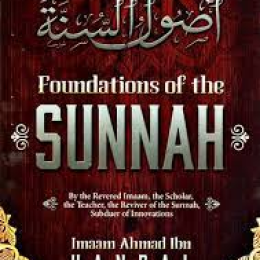 أصول السنة
Foundations of the
SUNNAH
By the Revered Imaam, the Scholar,
the Teacher, the Reviver of the Sunnah,
Subduer of Innovations
Imaam Ahmad Ibn
HANBAL